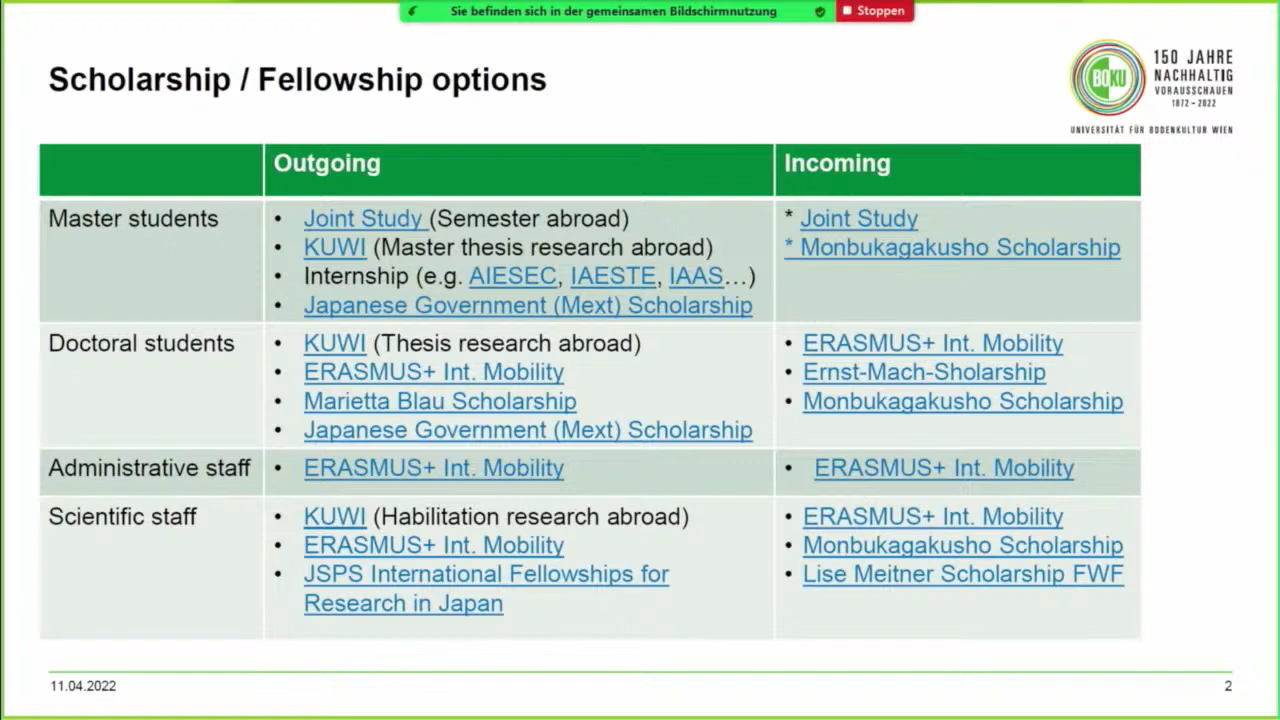 Sie befinden sich in der gemeinsamen Bildschirmnutzung
Stoppen
Scholarship / Fellowship options
BOKU
150 JAHRE
NACHHALTIG
VORAUSSCHAUEN
1872 – 2022
UNIVERSITÄT FÜR BODENKULTUR WIEN
Outgoing
Incoming
Master students
• Joint Study (Semester abroad)
• KUWI (Master thesis research abroad)
• Internship (e.g. AIESEC, IAESTE, IAAS…)
• Japanese Government (Mext) Scholarship
* Joint Study
* Monbukagakusho Scholarship
Doctoral students
• KUWI (Thesis research abroad)
• ERASMUS+ Int. Mobility
• Marietta Blau Scholarship
• Japanese Government (Mext) Scholarship
• ERASMUS+ Int. Mobility
• Ernst-Mach-Sholarship
• Monbukagakusho Scholarship
Administrative staff
• ERASMUS+ Int. Mobility
• ERASMUS+ Int. Mobility
Scientific staff
• KUWI (Habilitation research abroad)
• ERASMUS+ Int. Mobility
• JSPS International Fellowships for
Research in Japan
• ERASMUS+ Int. Mobility
• Monbukagakusho Scholarship
• Lise Meitner Scholarship FWF
11.04.2022
2